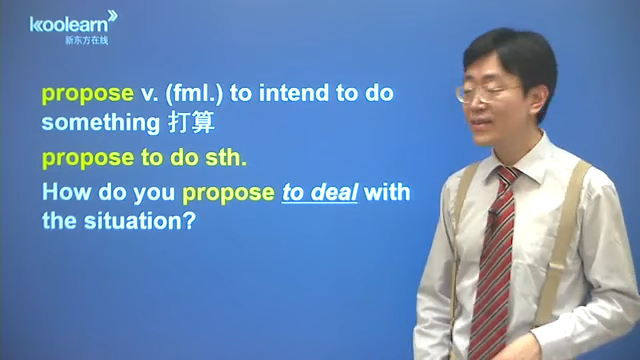 koolearn
新东方在线
propose v. (fml.) to intend to do
something 打算
propose to do sth.
How do you propose to deal with
the situation?